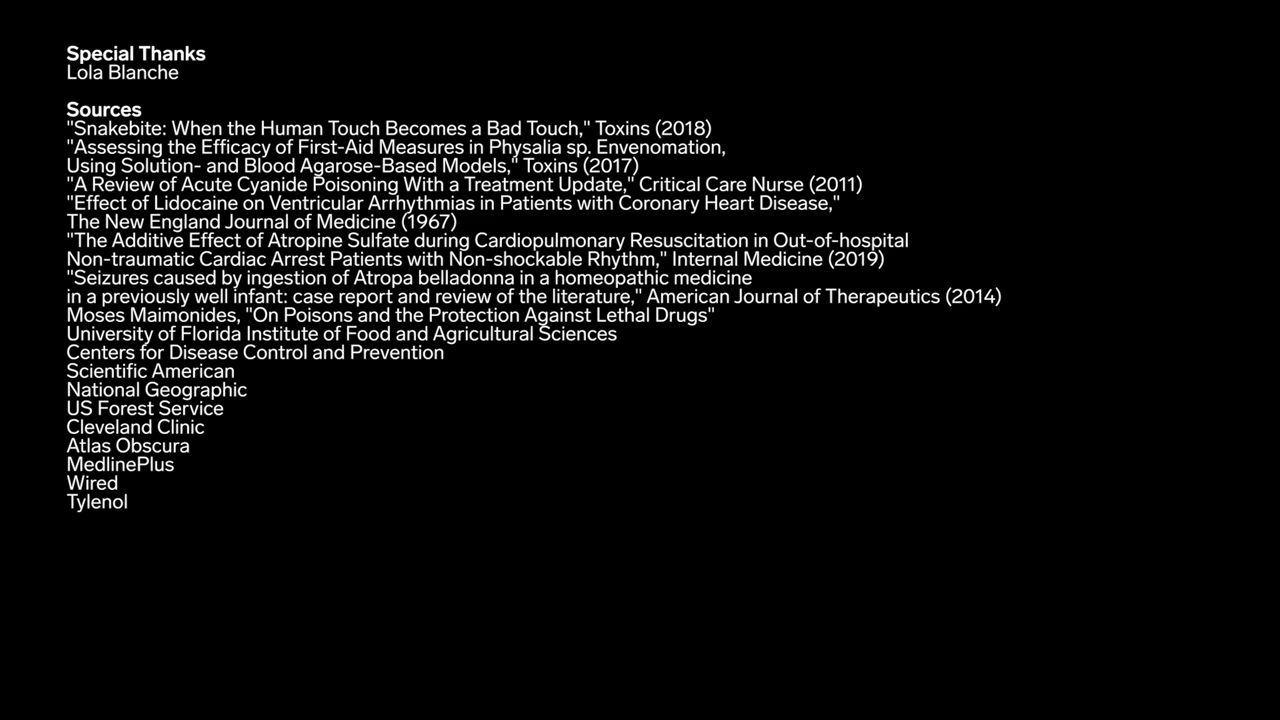 Special Thanks
Lola Blanche
Sources
"Snakebite: When the Human Touch Becomes a Bad Touch," Toxins (2018)
"Assessing the Efficacy of First-Aid Measures in Physalia sp. Envenomation,
Using Solution- and Blood Agarose-Based Models," Toxins (2017)
"A Review of Acute Cyanide Poisoning With a Treatment Update," Critical Care Nurse (2011)
"Effect of Lidocaine on Ventricular Arrhythmias in Patients with Coronary Heart Disease,"
The New England Journal of Medicine (1967)
"The Additive Effect of Atropine Sulfate during Cardiopulmonary Resuscitation in Out-of-hospital
Non-traumatic Cardiac Arrest Patients with Non-shockable Rhythm," Internal Medicine (2019)
"Seizures caused by ingestion of Atropa belladonna in a homeopathic medicine
in a previously well infant: case report and review of the literature," American Journal of Therapeutics (2014)
Moses Maimonides, "On Poisons and the Protection Against Lethal Drugs"
University of Florida Institute of Food and Agricultural Sciences
Centers for Disease Control and Prevention
Scientific American
National Geographic
US Forest Service
Cleveland Clinic
Atlas Obscura
MedlinePlus
Wired
Tylenol